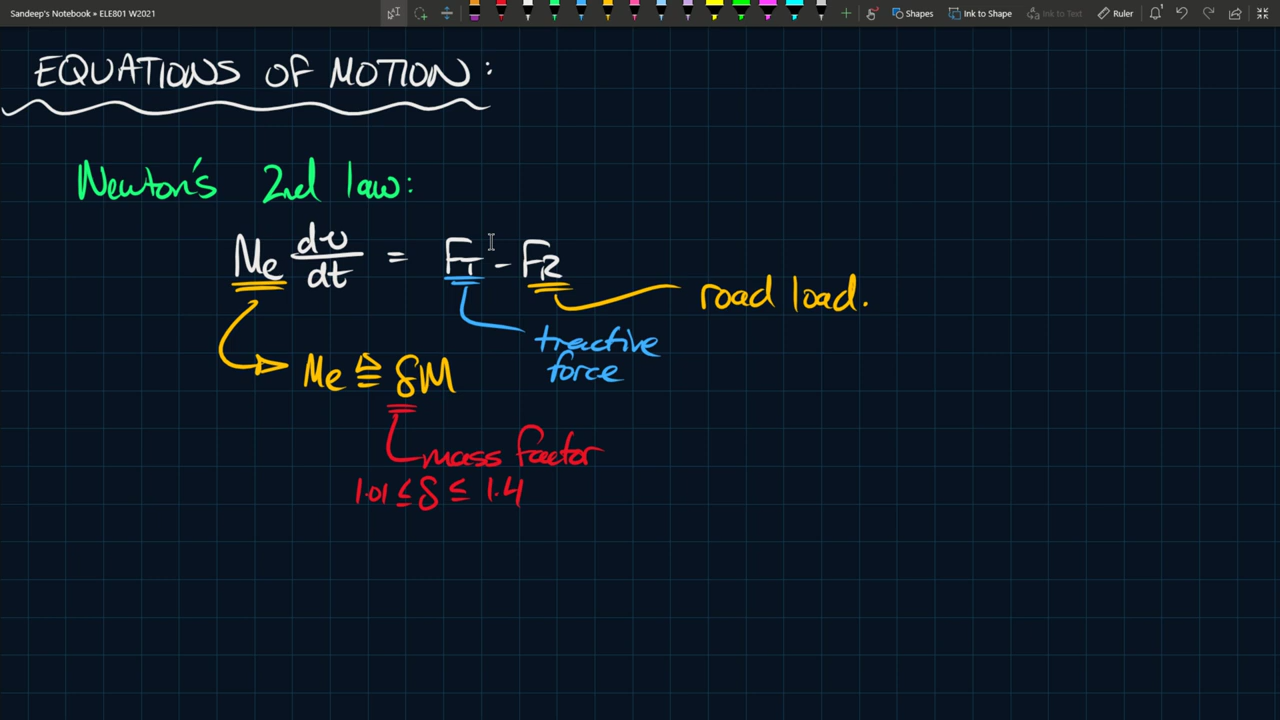 Sandeep's Notebook » ELE801 W2021
Shapes
Ink to Shape
Ink to Text
Ruler
EQUATIONS OF MOTION:
Newton's 2nd law:
Me dv/dt = FT - FR
road load.
tractive
force
Me ≙ δM
mass factor
1.01 ≤ δ ≤ 1.4